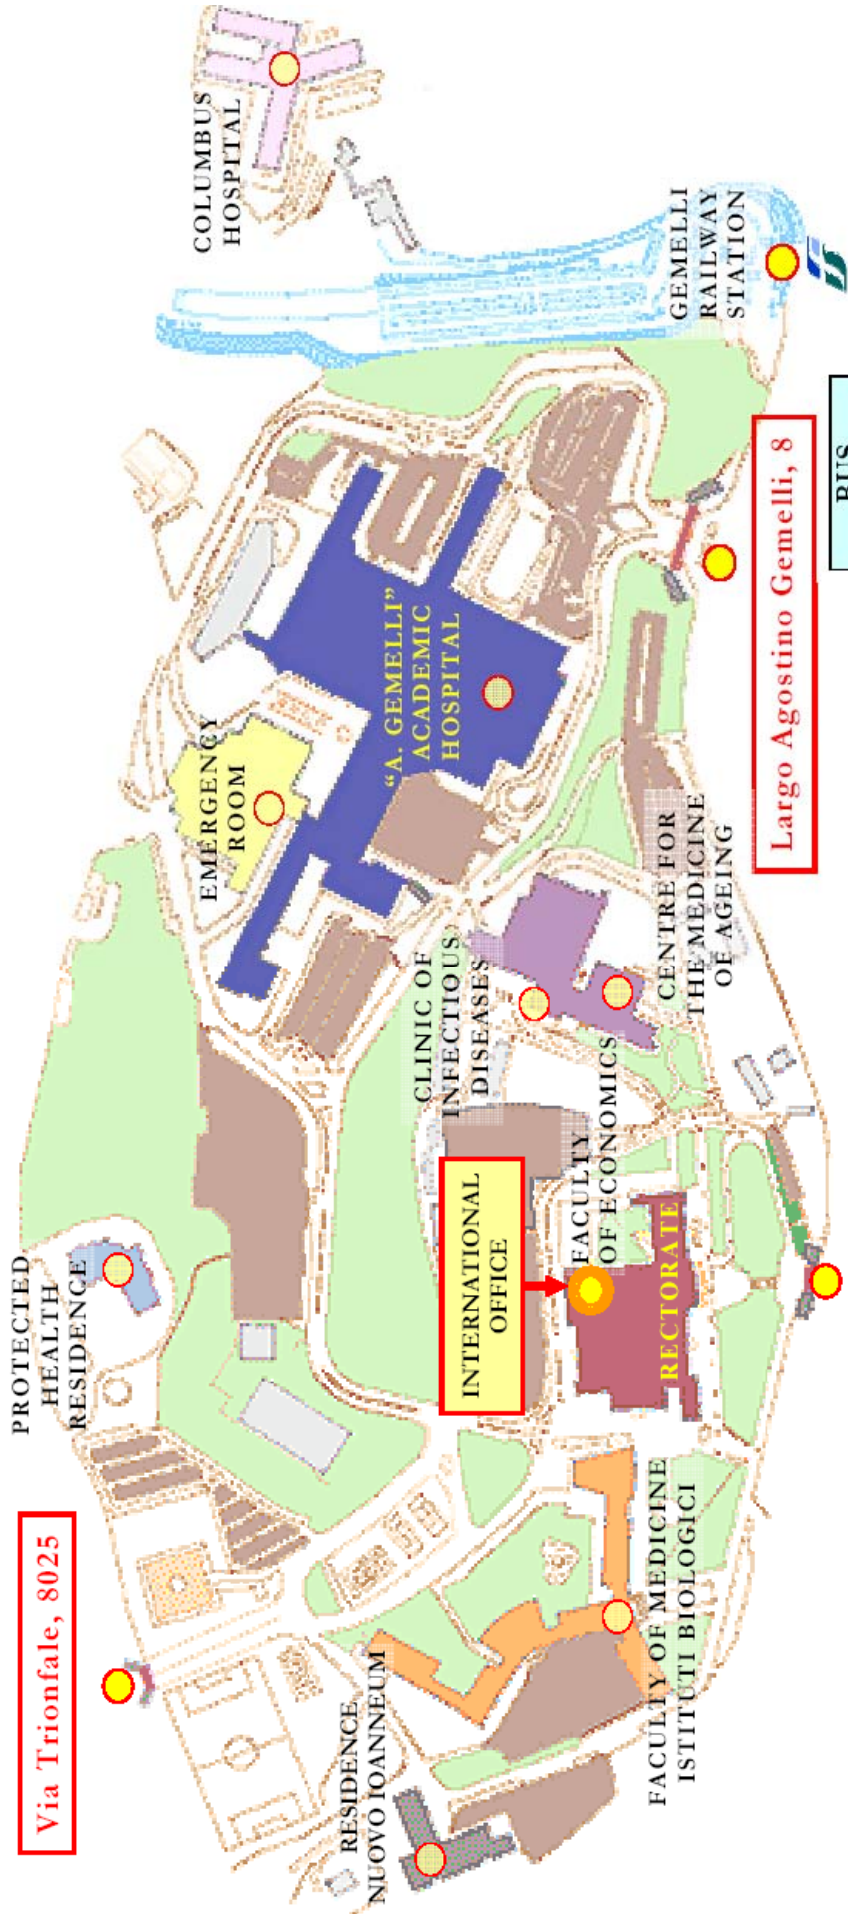 Via Trionfale, 8025
PROTECTED
HEALTH
RESIDENCE
COLUMBUS
HOSPITAL
EMERGENCY
ROOM
RESIDENCE
NUOVO IOANNEUM
"A. GEMELLI"
ACADEMIC
HOSPITAL
CLINIC OF
INFECTIOUS
DISEASES
INTERNATIONAL
OFFICE
FACULTY
OF ECONOMICS
RECTORATE
FACULTY OF MEDICINE
ISTITUTI BIOLOGICI
CENTRE FOR
THE MEDICINE
OF AGEING
GEMELLI
RAILWAY
STATION
Largo Agostino Gemelli, 8
BUS